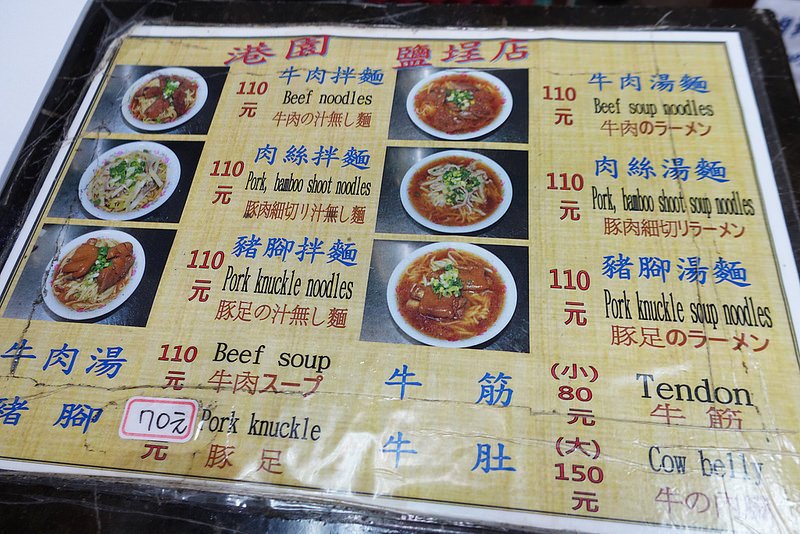 港園 鹽埕店
110元 牛肉拌麵
Beef noodles
牛肉の汁無し麺
110元 牛肉湯麵
Beef soup noodles
牛肉のラーメン
110元 肉絲拌麵
Pork, bamboo shoot noodles
豚肉細切り汁無し麺
110元 肉絲湯麵
Pork, bamboo shoot soup noodles
豚肉細切りラーメン
110元 豬腳拌麵
Pork knuckle noodles
豚足の汁無し麺
110元 豬腳湯麵
Pork knuckle soup noodles
豚足のラーメン
牛肉湯 110元 Beef soup
牛肉スープ
豬腳 70元 Pork knuckle
元 豚足
牛筋 (小) 80元 Tendon
牛筋
牛肚 (大) 150元 Cow belly
牛の内